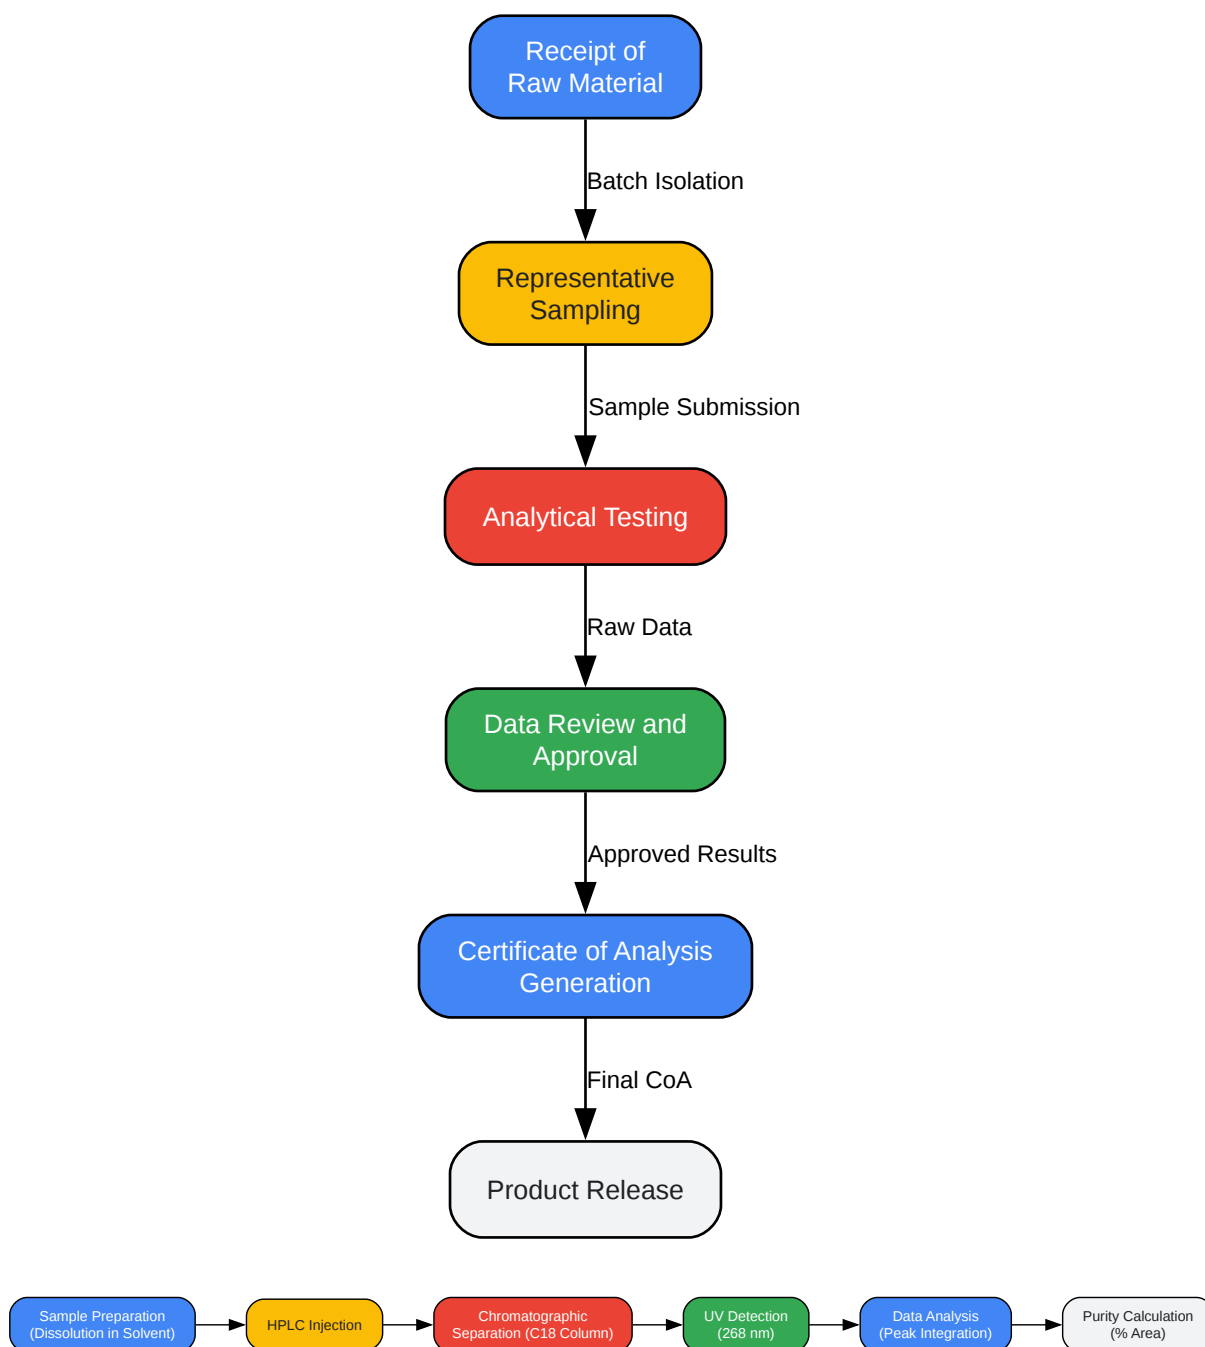 Receipt of
Raw Material
Batch Isolation
Representative
Sampling
Sample Submission
Analytical Testing
Raw Data
Data Review and
Approval
Approved Results
Certificate of Analysis
Generation
Final CoA
Product Release
Sample Preparation
(Dissolution in Solvent)
HPLC Injection
Chromatographic
Separation (C18 Column)
UV Detection
(268 nm)
Data Analysis
(Peak Integration)
Purity Calculation
(% Area)